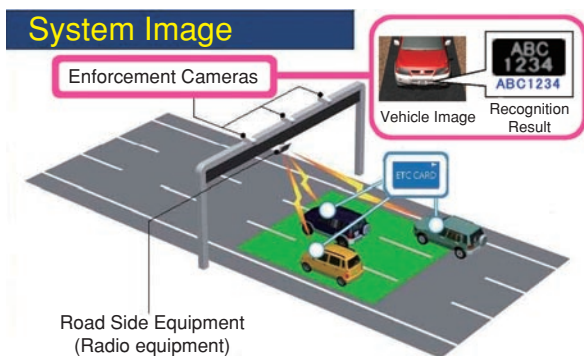 System Image
Enforcement Cameras
ABC
1234
ABC1234
Vehicle Image
Recognition
Result
ETC CARD
Road Side Equipment
(Radio equipment)